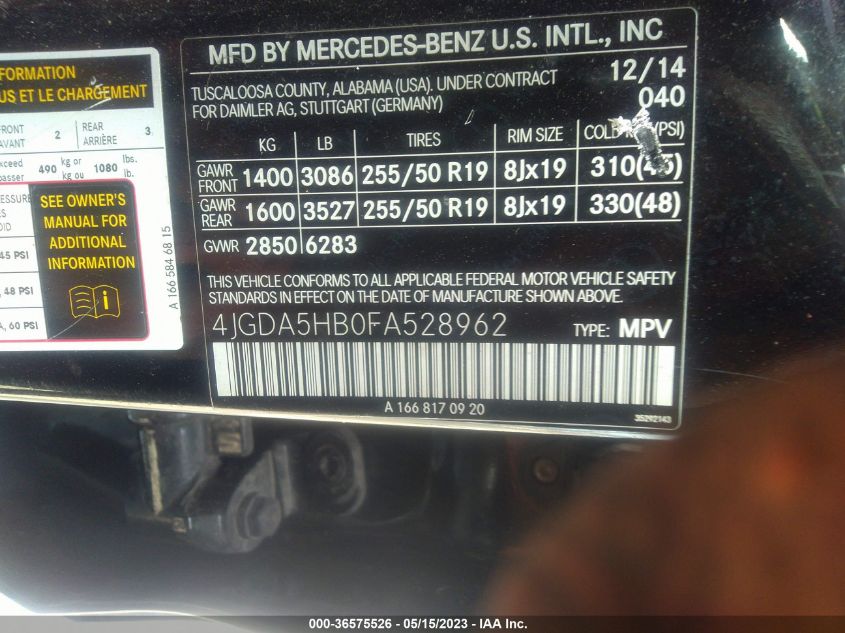 MFD BY MERCEDES-BENZ U.S. INTL., INC
TUSCALOOSA COUNTY, ALABAMA (USA). UNDER CONTRACT
FOR DAIMLER AG, STUTTGART (GERMANY)
12/14
040
KG LB TIRES RIM SIZE COLD (PSI)
GAWR FRONT 1400 3086 255/50 R19 8Jx19 310(45)
GAWR REAR 1600 3527 255/50 R19 8Jx19 330(48)
GVWR 2850 6283
THIS VEHICLE CONFORMS TO ALL APPLICABLE FEDERAL MOTOR VEHICLE SAFETY
STANDARDS IN EFFECT ON THE DATE OF MANUFACTURE SHOWN ABOVE.
4JGDA5HB0FA528962 TYPE: MPV
A 166 817 09 20
35292143
FORMATION
US ET LE CHARGEMENT
FRONT
AVANT 2 REAR
ARRIÈRE 3
490 kg or
kg ou 1080 lbs.
lb.
SEE OWNER'S
MANUAL FOR
ADDITIONAL
INFORMATION
45 PSI
, 48 PSI
A, 60 PSI
A 166 584 68 15
000-36575526 - 05/15/2023 - IAA Inc.